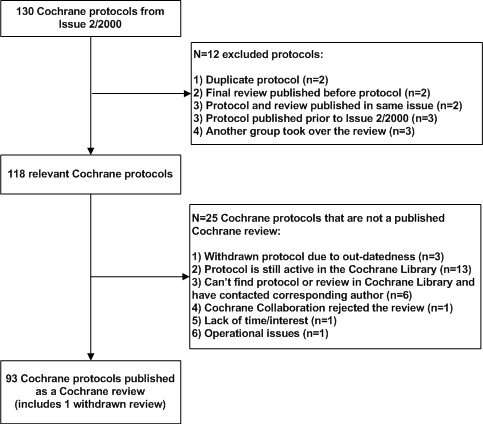 130 Cochrane protocols from
Issue 2/2000
N=12 excluded protocols:
1) Duplicate protocol (n=2)
2) Final review published before protocol (n=2)
3) Protocol and review published in same issue (n=2)
3) Protocol published prior to Issue 2/2000 (n=3)
4) Another group took over the review (n=3)
118 relevant Cochrane protocols
N=25 Cochrane protocols that are not a published
Cochrane review:
1) Withdrawn protocol due to out-datedness (n=3)
2) Protocol is still active in the Cochrane Library (n=13)
3) Can't find protocol or review in Cochrane Library and
have contacted corresponding author (n=6)
4) Cochrane Collaboration rejected the review (n=1)
5) Lack of time/interest (n=1)
6) Operational issues (n=1)
93 Cochrane protocols published
as a Cochrane review
(includes 1 withdrawn review)